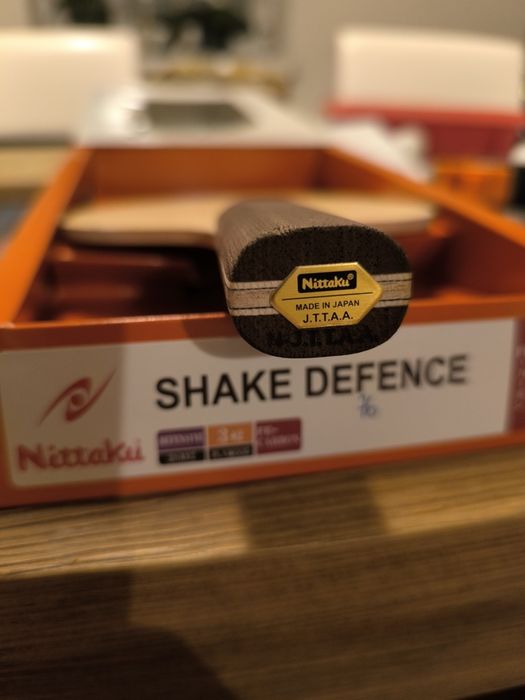 Nittaku®
MADE IN JAPAN
J.T.T.A.A.
N J.T.T.A.A.
SHAKE DEFENCE
Nittaku